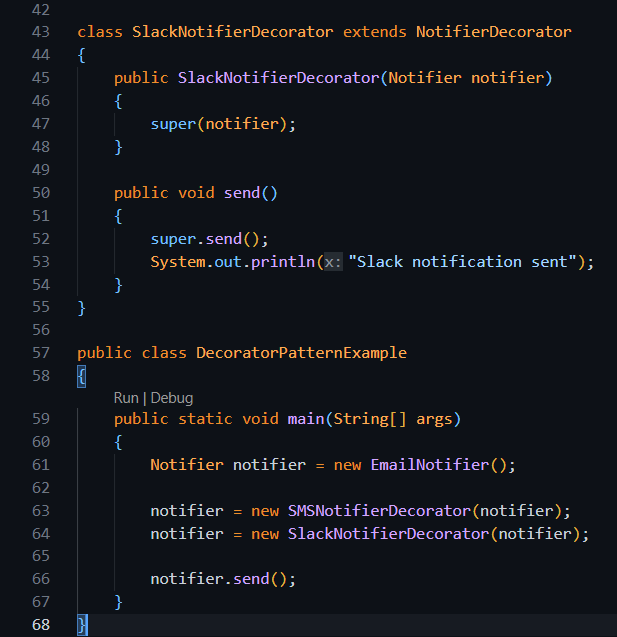 42
43 class SlackNotifierDecorator extends NotifierDecorator
44 {
45 public SlackNotifierDecorator(Notifier notifier)
46 {
47 super(notifier);
48 }
49
50 public void send()
51 {
52 super.send();
53 System.out.println(x: "Slack notification sent");
54 }
55 }
56
57 public class DecoratorPatternExample
58 {
Run | Debug
59 public static void main(String[] args)
60 {
61 Notifier notifier = new EmailNotifier();
62
63 notifier = new SMSNotifierDecorator(notifier);
64 notifier = new SlackNotifierDecorator(notifier);
65
66 notifier.send();
67 }
68 }